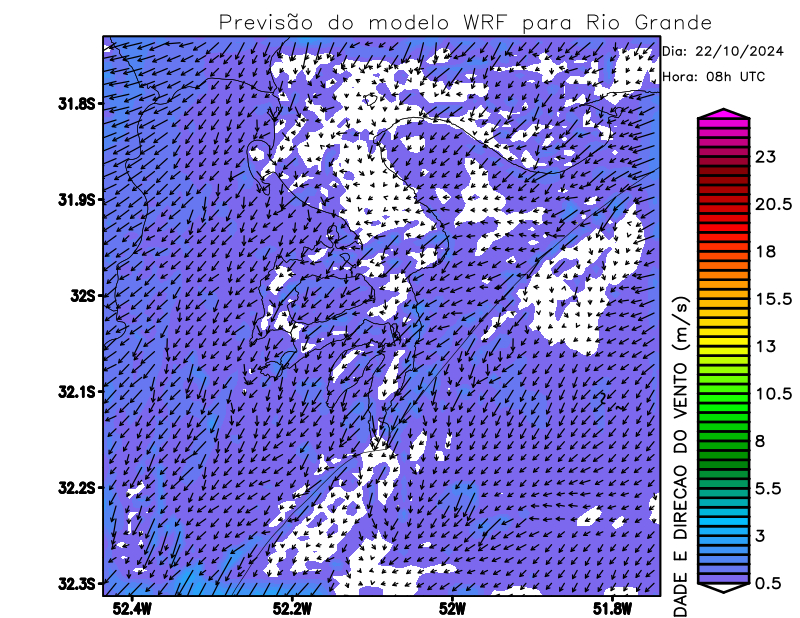 Previsão do modelo WRF para Rio Grande
Dia: 22/10/2024
Hora: 08h UTC
31.8S
31.9S
32S
32.1S
32.2S
32.3S
52.4W
52.2W
52W
51.8W
23
20.5
18
15.5
13
10.5
8
5.5
3
0.5
DADE E DIRECAO DO VENTO (m/s)